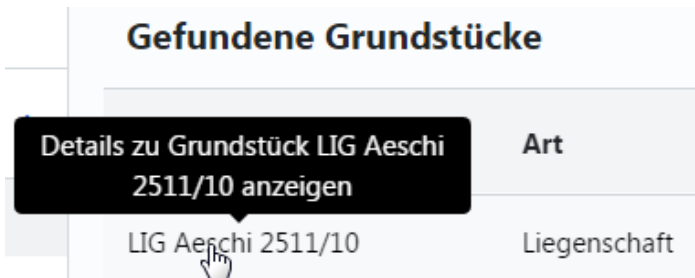 Gefundene Grundstücke
Details zu Grundstück LIG Aeschi
2511/10 anzeigen
Art
LIG Aeschi 2511/10
Liegenschaft